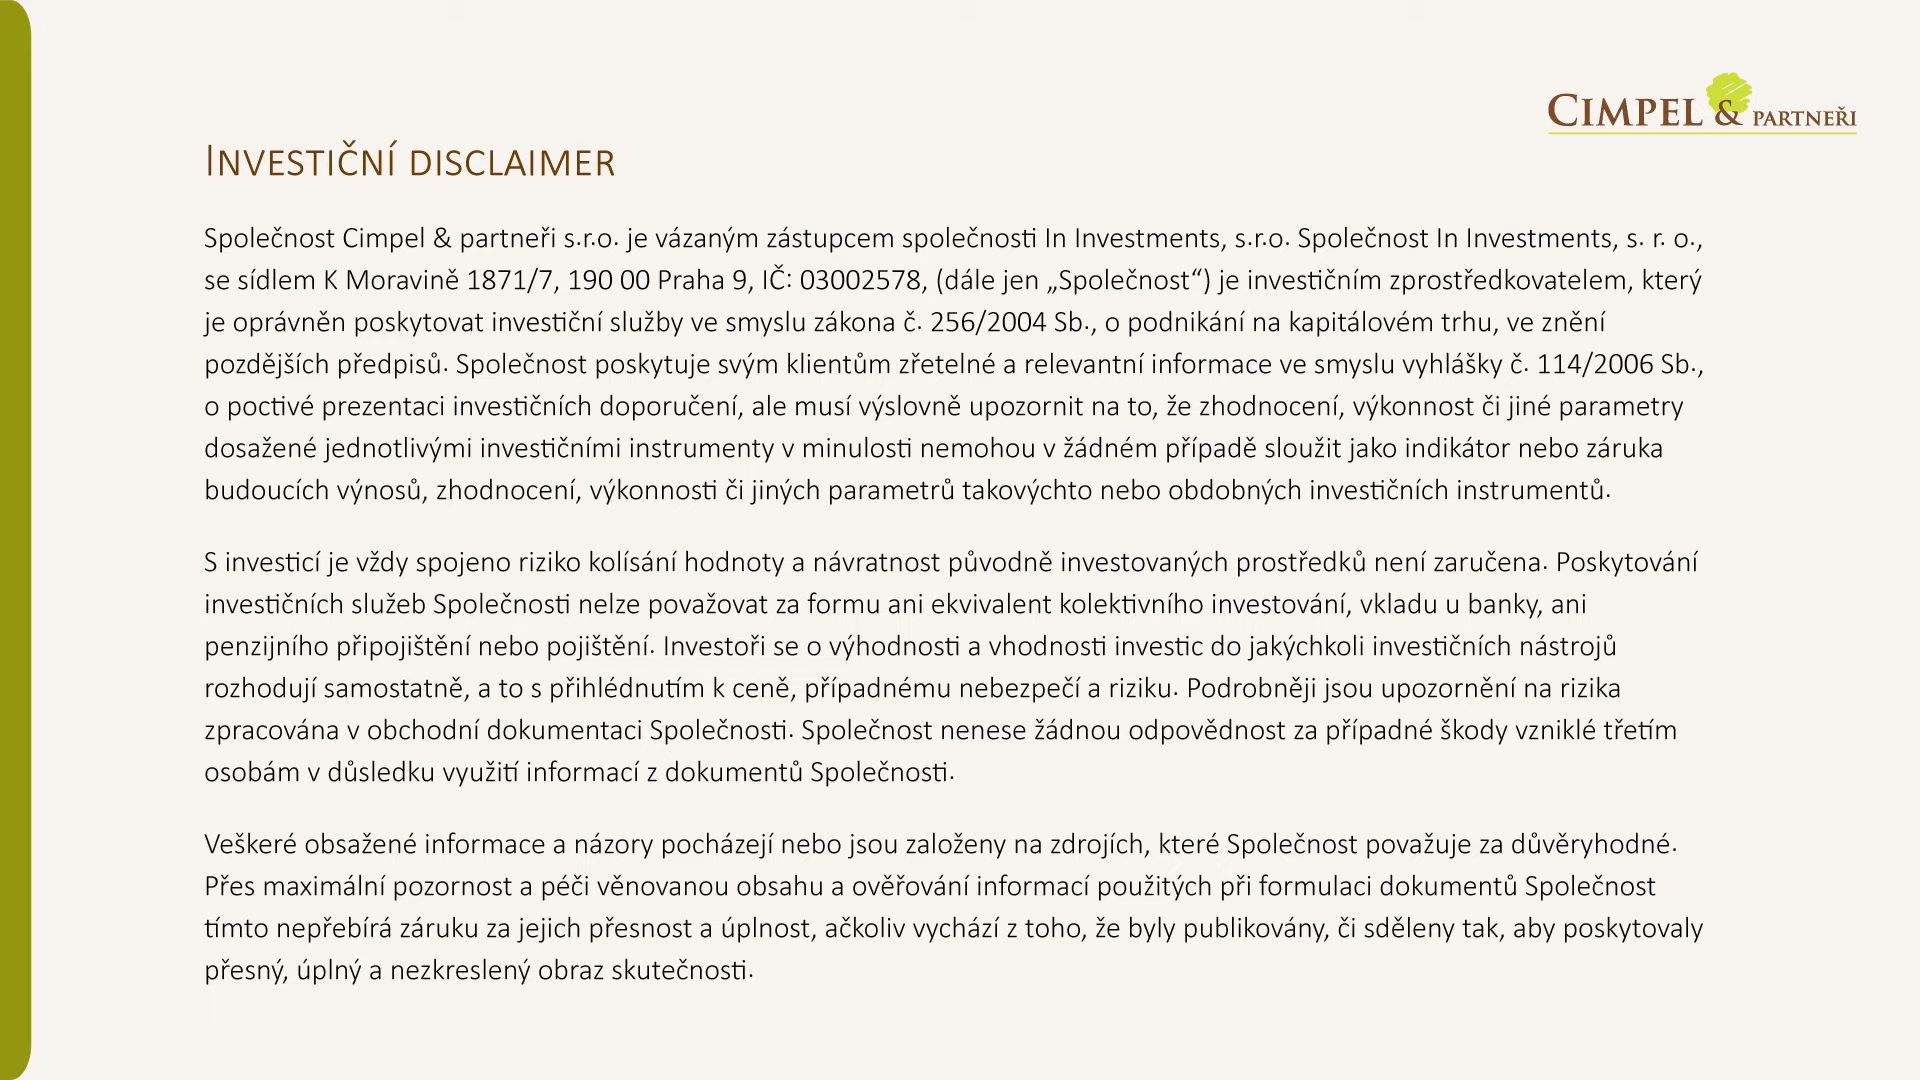 CIMPEL & PARTNEŘI
INVESTIČNÍ DISCLAIMER
Společnost Cimpel & partneři s.r.o. je vázaným zástupcem společnosti In Investments, s.r.o. Společnost In Investments, s. r. o.,
se sídlem K Moravině 1871/7, 190 00 Praha 9, IČ: 03002578, (dále jen „Společnost“) je investičním zprostředkovatelem, který
je oprávněn poskytovat investiční služby ve smyslu zákona č. 256/2004 Sb., o podnikání na kapitálovém trhu, ve znění
pozdějších předpisů. Společnost poskytuje svým klientům zřetelné a relevantní informace ve smyslu vyhlášky č. 114/2006 Sb.,
o poctivé prezentaci investičních doporučení, ale musí výslovně upozornit na to, že zhodnocení, výkonnost či jiné parametry
dosažené jednotlivými investičními instrumenty v minulosti nemohou v žádném případě sloužit jako indikátor nebo záruka
budoucích výnosů, zhodnocení, výkonnosti či jiných parametrů takovýchto nebo obdobných investičních instrumentů.
S investicí je vždy spojeno riziko kolísání hodnoty a návratnost původně investovaných prostředků není zaručena. Poskytování
investičních služeb Společnosti nelze považovat za formu ani ekvivalent kolektivního investování, vkladu u banky, ani
penzijního připojištění nebo pojištění. Investoři se o výhodnosti a vhodnosti investic do jakýchkoli investičních nástrojů
rozhodují samostatně, a to s přihlédnutím k ceně, případnému nebezpečí a riziku. Podrobněji jsou upozornění na rizika
zpracována v obchodní dokumentaci Společnosti. Společnost nenese žádnou odpovědnost za případné škody vzniklé třetím
osobám v důsledku využití informací z dokumentů Společnosti.
Veškeré obsažené informace a názory pocházejí nebo jsou založeny na zdrojích, které Společnost považuje za důvěryhodné.
Přes maximální pozornost a péči věnovanou obsahu a ověřování informací použitých při formulaci dokumentů Společnost
tímto nepřebírá záruku za jejich přesnost a úplnost, ačkoliv vychází z toho, že byly publikovány, či sděleny tak, aby poskytovaly
přesný, úplný a nezkreslený obraz skutečnosti.